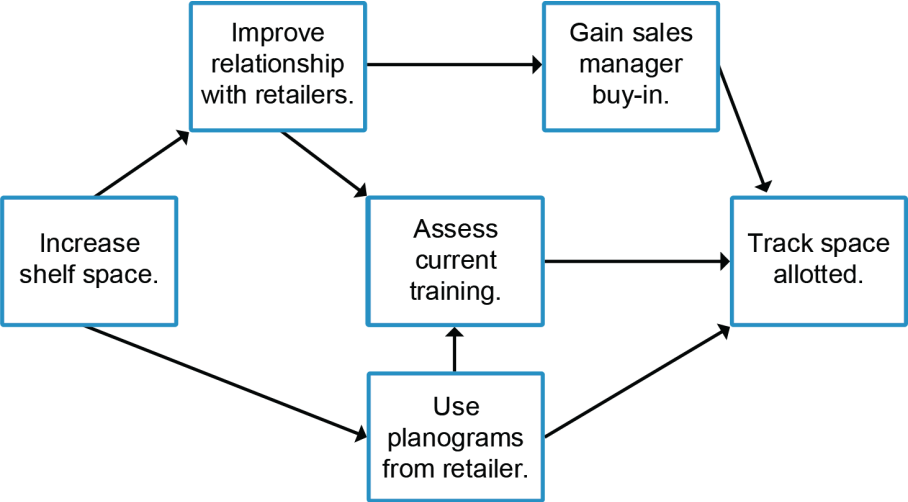 Improve
relationship
with retailers.
Gain sales
manager
buy-in.
Increase
shelf space.
Assess
current
training.
Track space
allotted.
Use
planograms
from retailer.